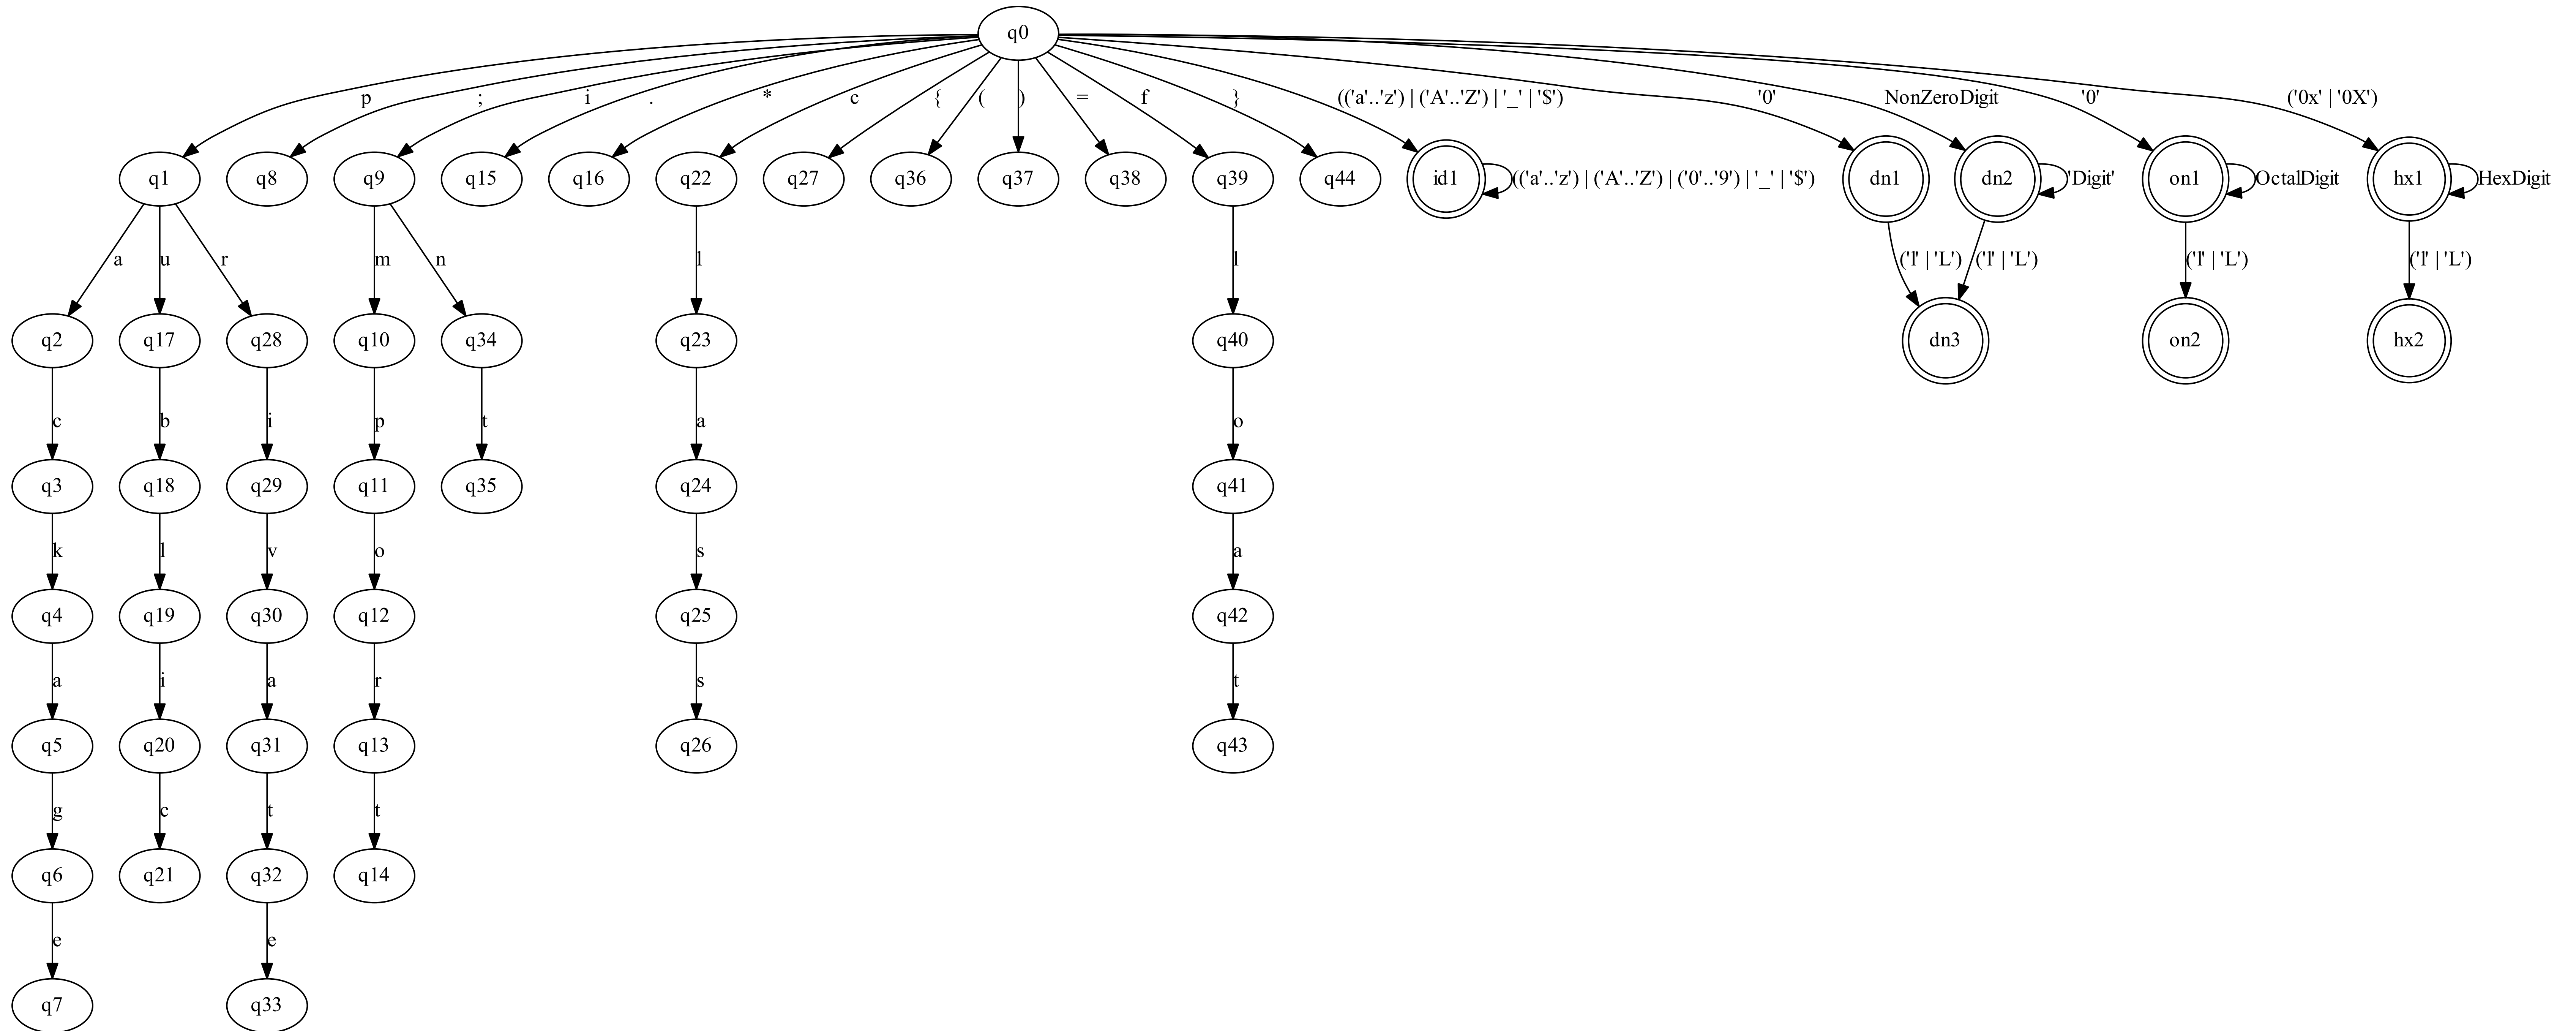 q0
p
;
i
.
*
c
{
(
)
=
f
}
(('a'..'z') | ('A'..'Z') | '_' | '$')
'0'
NonZeroDigit
'0'
('0x' | '0X')
q1
q8
q9
q15
q16
q22
q27
q36
q37
q38
q39
q44
id1
(('a'..'z') | ('A'..'Z') | ('0'..'9') | '_' | '$')
dn1
dn2
'Digit'
on1
OctalDigit
hx1
HexDigit
a
u
r
m
n
l
l
('l' | 'L')
('l' | 'L')
('l' | 'L')
('l' | 'L')
q2
q17
q28
q10
q34
q23
q40
dn3
on2
hx2
c
b
i
p
t
a
o
q3
q18
q29
q11
q35
q24
q41
k
l
v
o
s
a
q4
q19
q30
q12
q25
q42
a
i
a
r
s
t
q5
q20
q31
q13
q26
q43
g
c
t
t
q6
q21
q32
q14
e
e
q7
q33